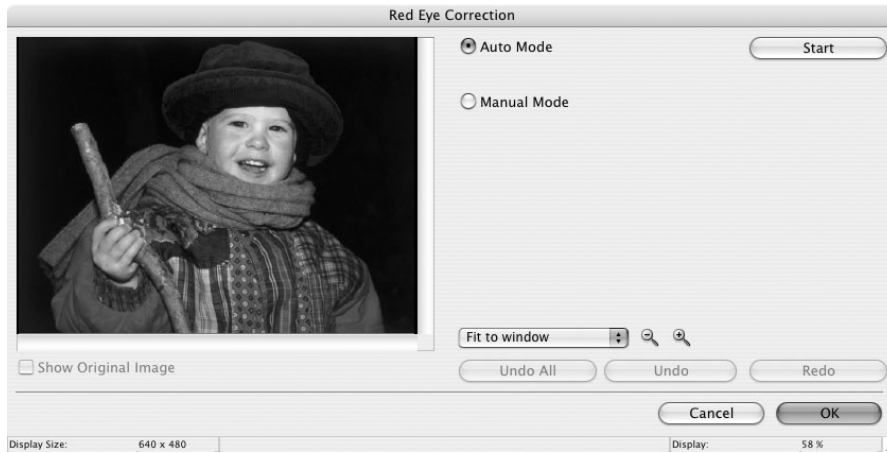 Red Eye Correction
Auto Mode
Start
Manual Mode
Fit to window
Show Original Image
Undo All
Undo
Redo
Cancel
OK
Display Size: 640 x 480 Display: 58 %